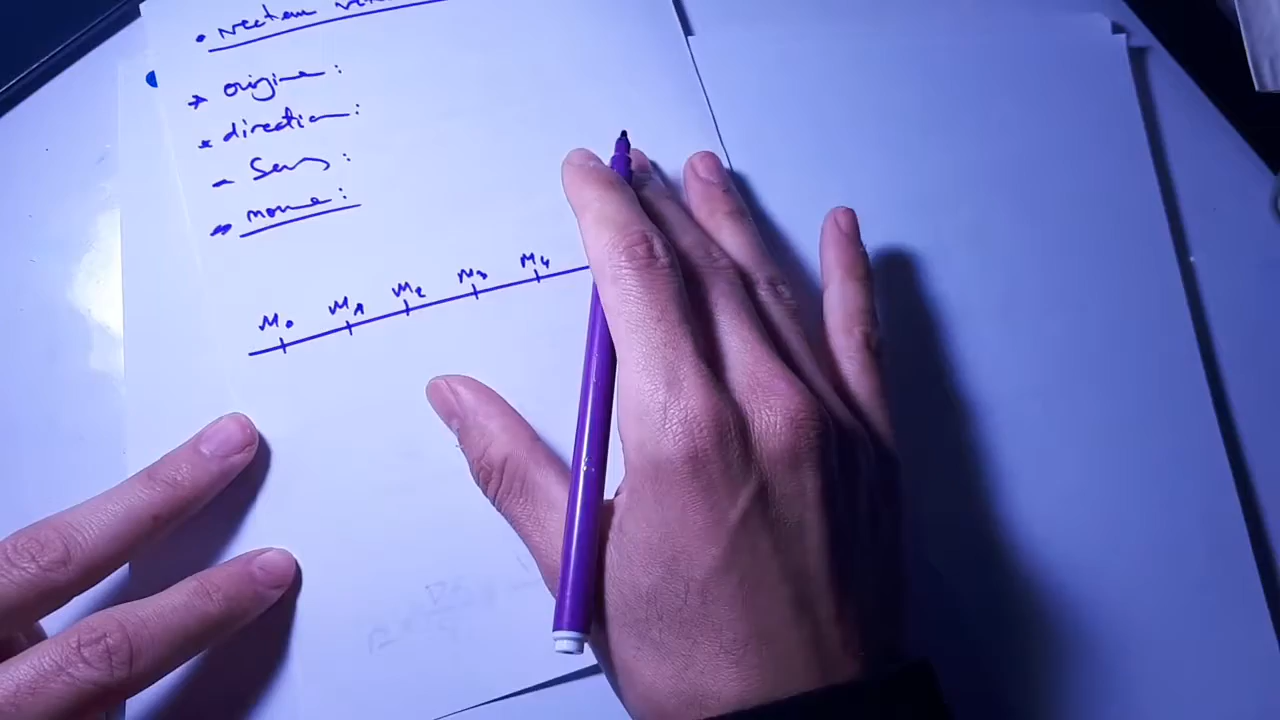 origine :
direction :
Sens :
norme :
M₀ M₁ M₂ M₃ M₄